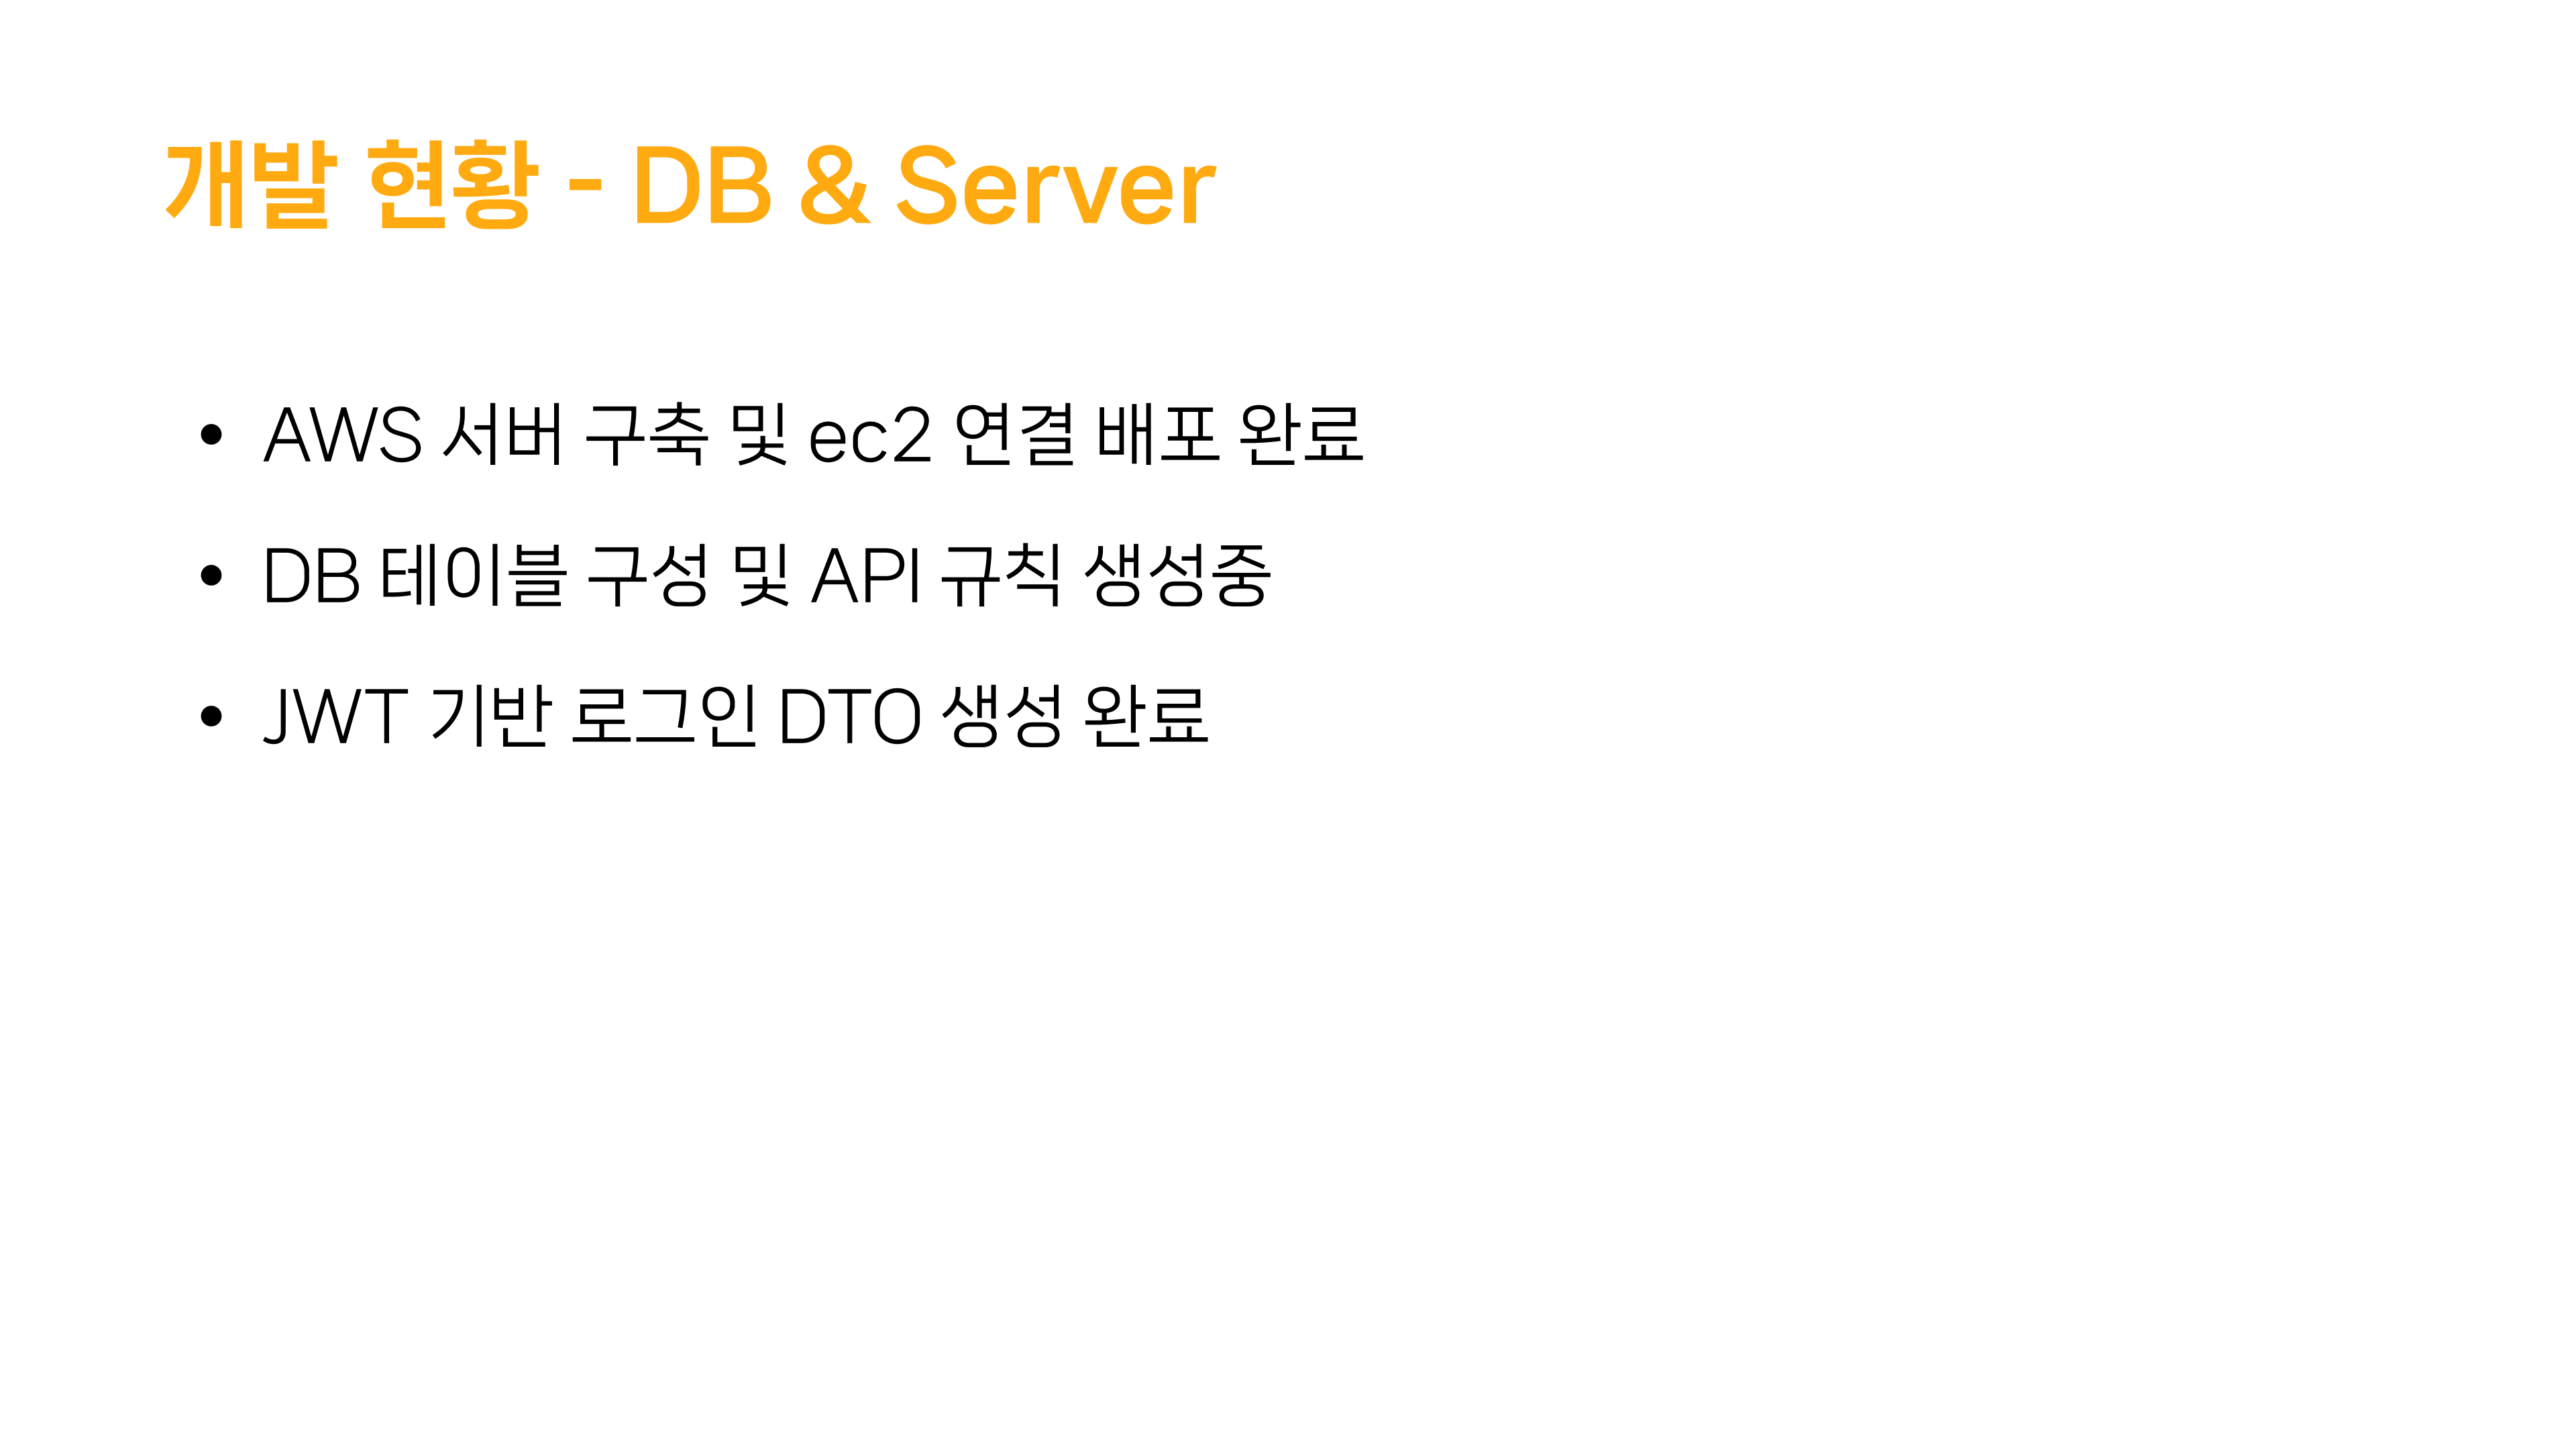 개발 현황 - DB & Server
• AWS 서버 구축 및 ec2 연결 배포 완료
• DB 테이블 구성 및 API 규칙 생성중
• JWT 기반 로그인 DTO 생성 완료